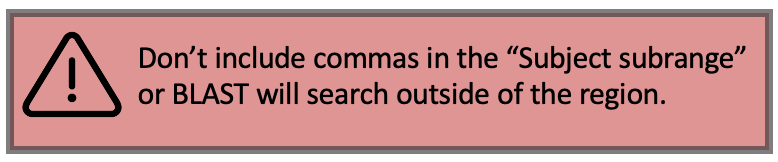 Don’t include commas in the “Subject subrange”
or BLAST will search outside of the region.